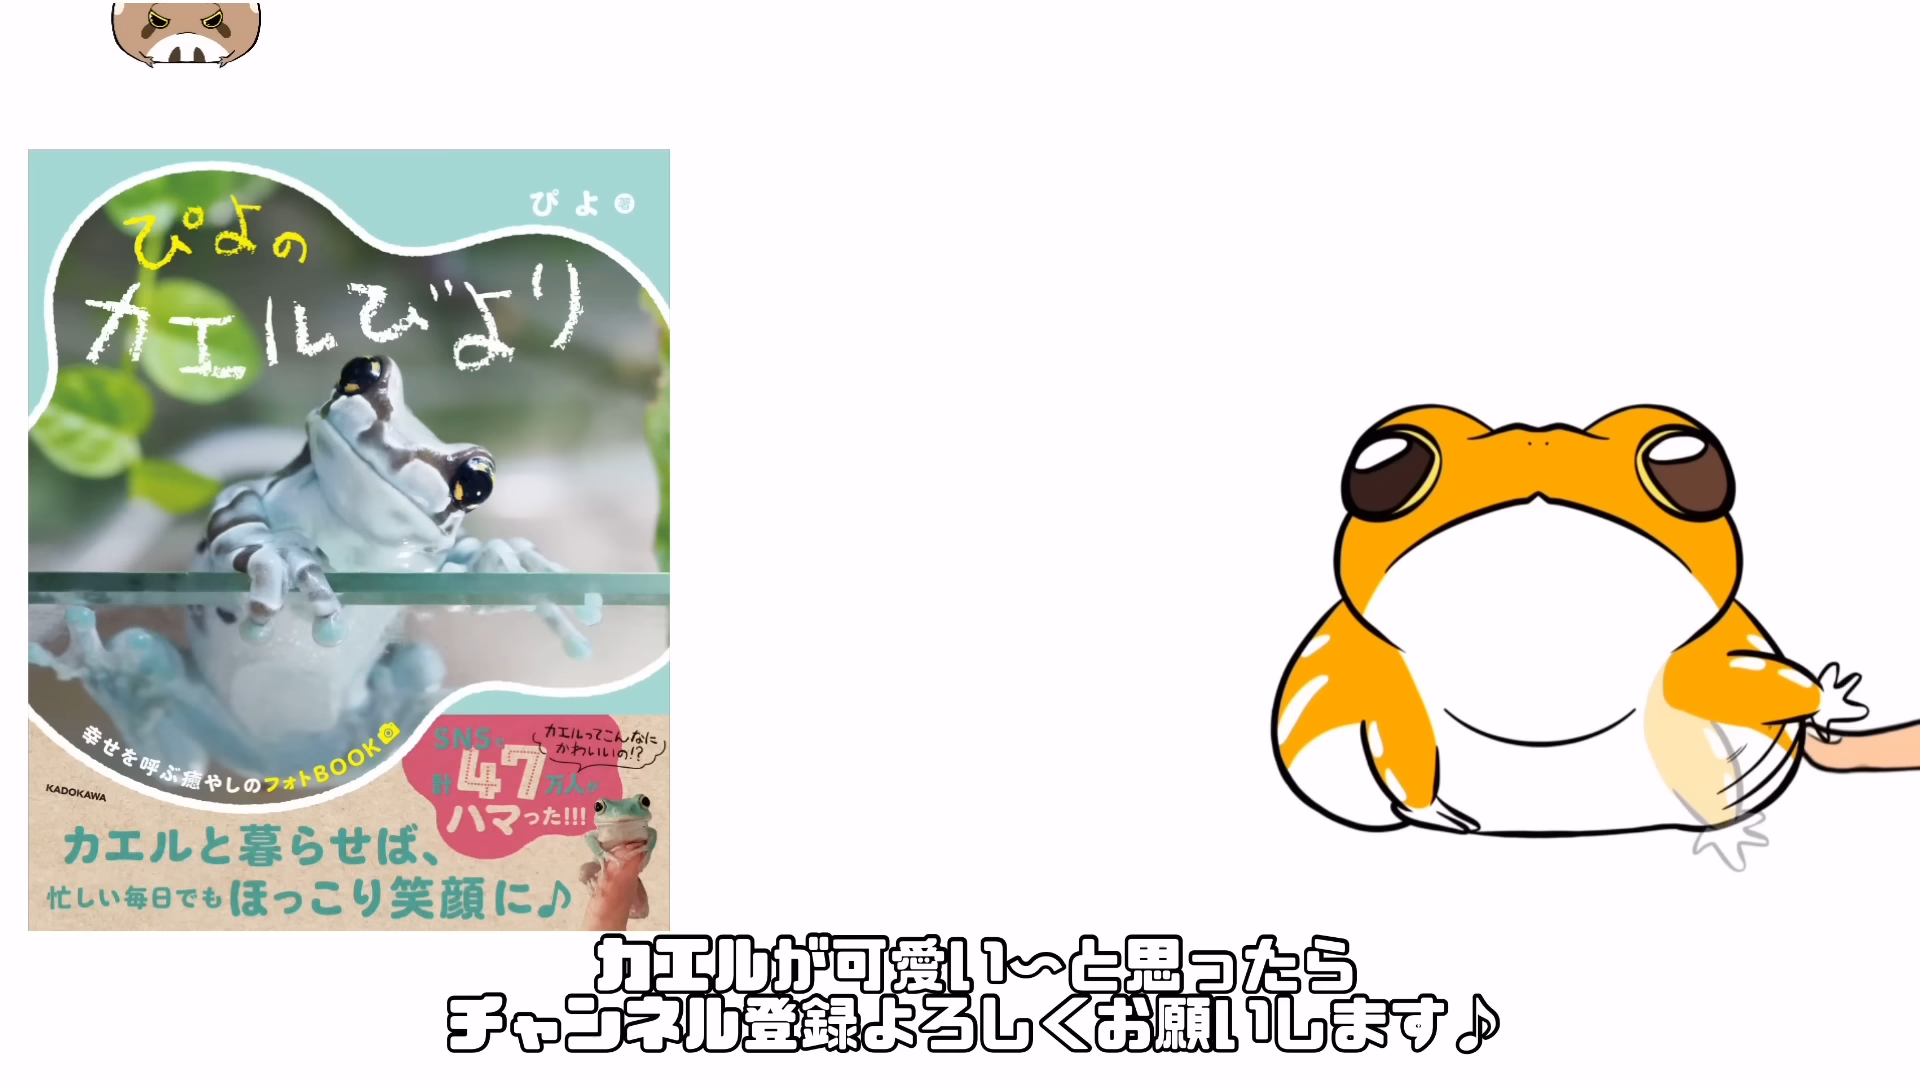 ぴよ 著
ぴよの
カエルびより
幸せを呼ぶ癒やしのフォトBOOK
KADOKAWA
SNSで
計47万人が
ハマった!!!
カエルってこんなに
かわいいの!?
カエルと暮らせば、
忙しい毎日でもほっこり笑顔に♪
カエルが可愛い〜と思ったら
チャンネル登録よろしくお願いします♪